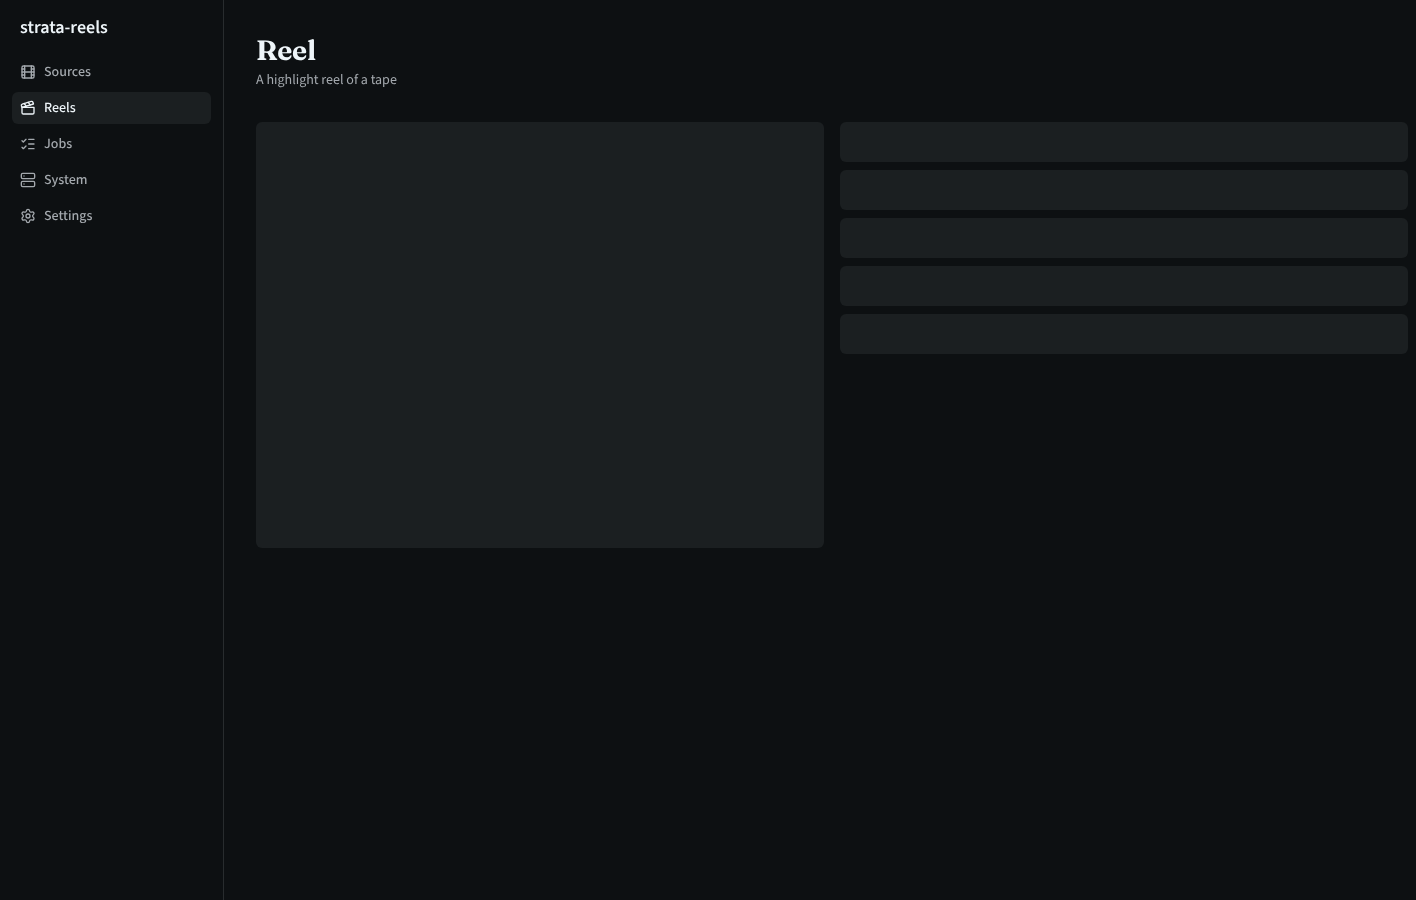 strata-reels
Sources
Reels
Jobs
System
Settings
Reel
A highlight reel of a tape